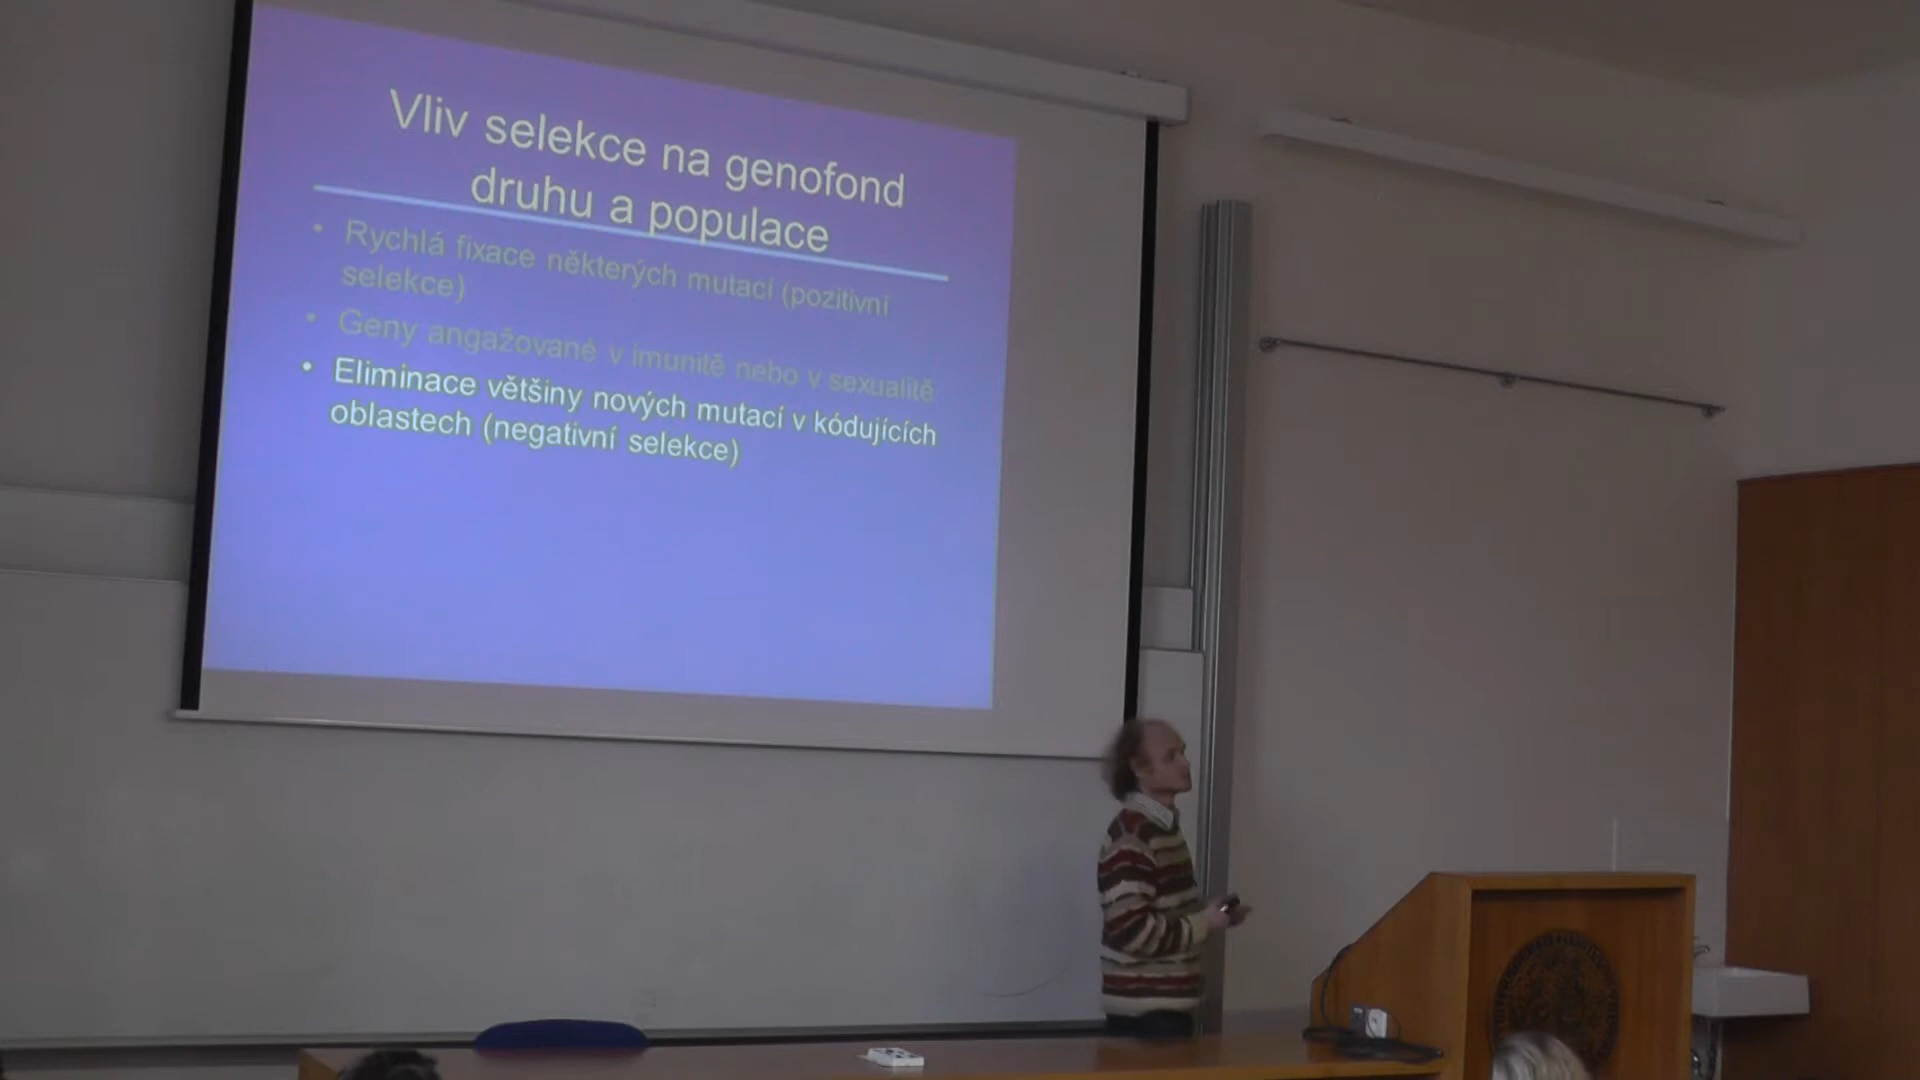 Vliv selekce na genofond
druhu a populace
• Rychlá fixace některých mutací (pozitivní
selekce)
• Geny angažované v imunitě nebo v sexualitě
• Eliminace většiny nových mutací v kódujících
oblastech (negativní selekce)